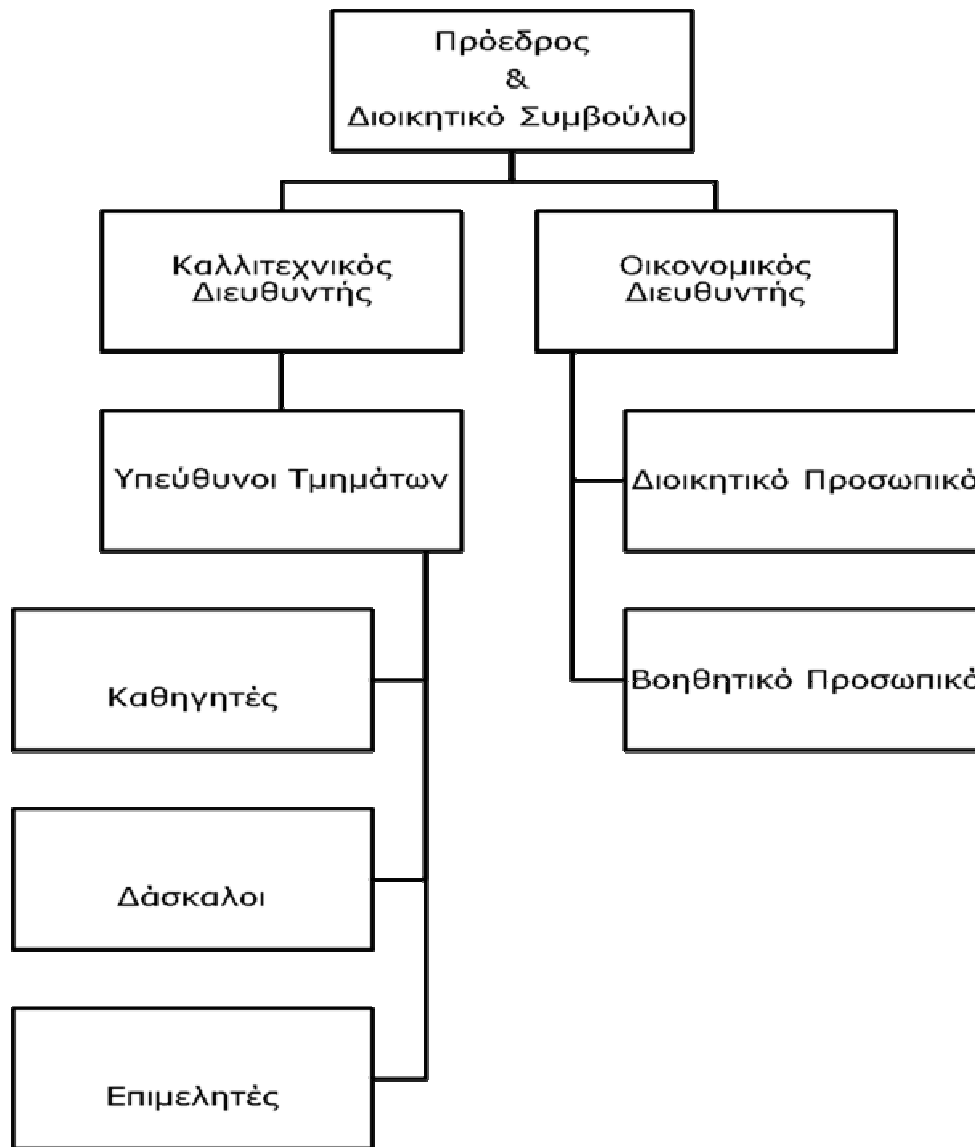 Πρόεδρος
&
Διοικητικό Συμβούλιο
Καλλιτεχνικός
Διευθυντής
Οικονομικός
Διευθυντής
Υπεύθυνοι Τμημάτων
Διοικητικό Προσωπικό
Καθηγητές
Βοηθητικό Προσωπικό
Δάσκαλοι
Επιμελητές